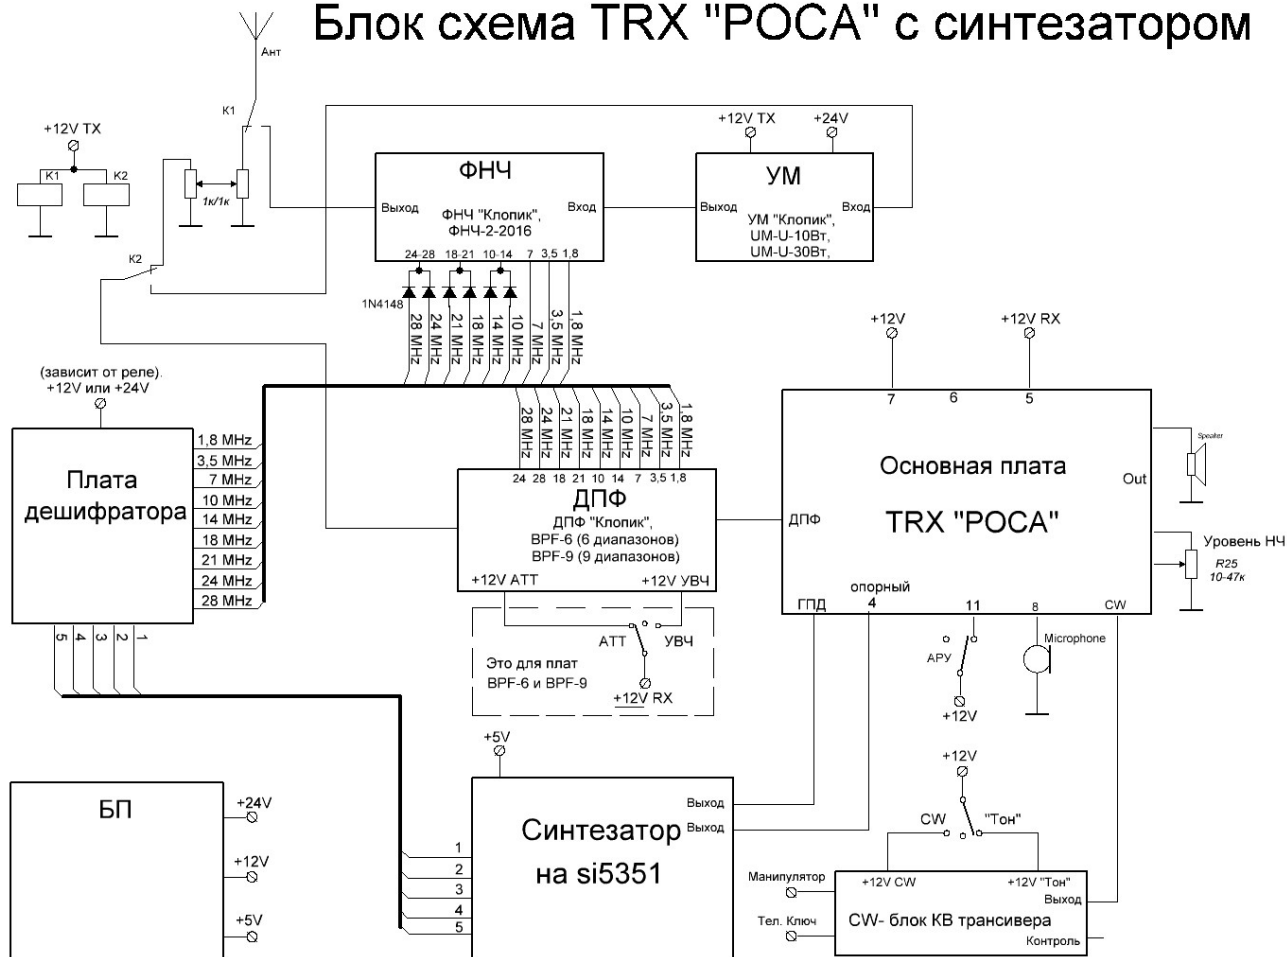 Блок схема TRX "РОСА" с синтезатором
Ант
K1
+12V TX
K1
K2
1к/1к
K2
+12V TX
+24V
ФНЧ
Выход
Вход
ФНЧ "Клопик",
ФНЧ-2-2016
24-28
18-21
10-14
7
3,5
1,8
УМ
Выход
Вход
УМ "Клопик",
UM-U-10Вт,
UM-U-30Вт,
1N4148
28 MHz
24 MHz
21 MHz
18 MHz
14 MHz
10 MHz
7 MHz
3,5 MHz
1,8 MHz
(зависит от реле).
+12V или +24V
Плата
дешифратора
1,8 MHz
3,5 MHz
7 MHz
10 MHz
14 MHz
18 MHz
21 MHz
24 MHz
28 MHz
5
4
3
2
1
28 MHz
24 MHz
21 MHz
18 MHz
14 MHz
10 MHz
7 MHz
3,5 MHz
1,8 MHz
24
28
18
21
10
14
7
3,5
1,8
ДПФ
ДПФ "Клопик",
BPF-6 (6 диапазонов)
BPF-9 (9 диапазонов)
+12V АТТ
+12V УВЧ
АТТ
УВЧ
Это для плат
BPF-6 и BPF-9
+12V RX
+12V
+12V RX
7
6
5
Основная плата
TRX "РОСА"
Out
ДПФ
ГПД
опорный
4
11
8
CW
Speaker
Уровень НЧ
R25
10-47к
АРУ
+12V
Microphone
+5V
Синтезатор
на si5351
Выход
Выход
1
2
3
4
5
БП
+24V
+12V
+5V
+12V
CW
"Тон"
Манипулятор
Тел. Ключ
+12V CW
+12V "Тон"
Выход
CW- блок КВ трансивера
Контроль